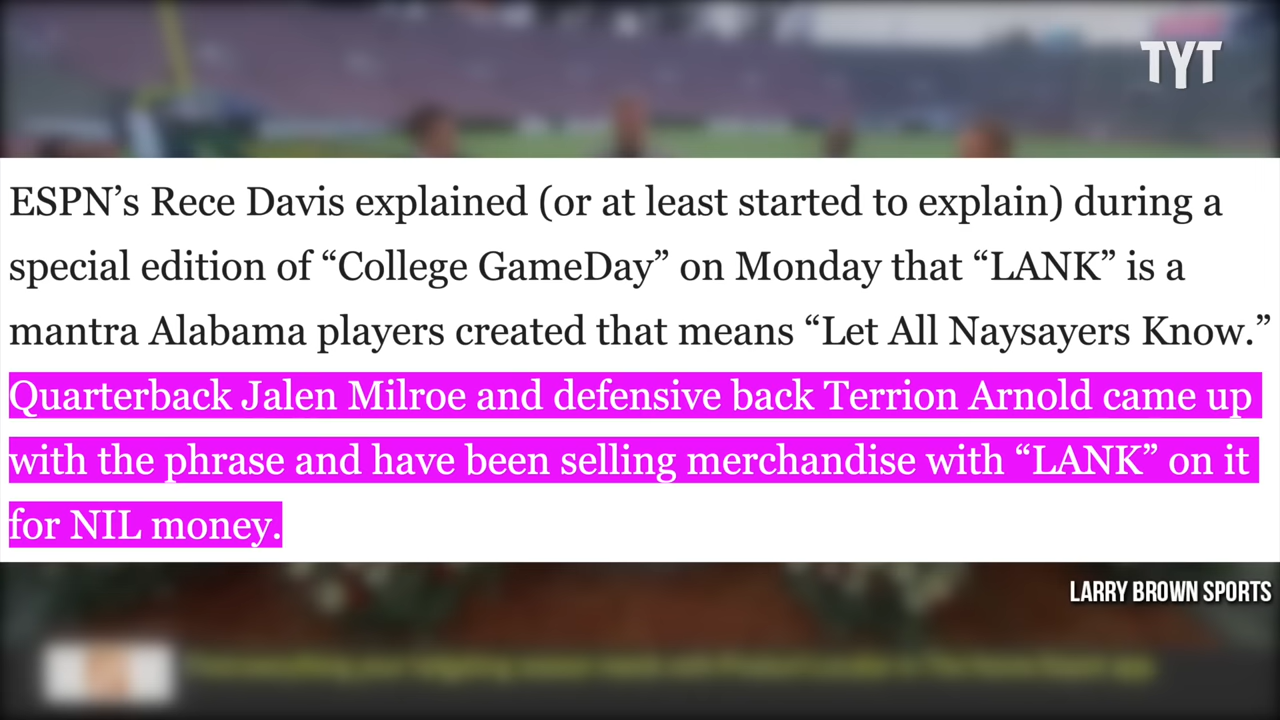 TYT
ESPN’s Rece Davis explained (or at least started to explain) during a
special edition of “College GameDay” on Monday that “LANK” is a
mantra Alabama players created that means “Let All Naysayers Know.”
Quarterback Jalen Milroe and defensive back Terrion Arnold came up
with the phrase and have been selling merchandise with “LANK” on it
for NIL money.
LARRY BROWN SPORTS